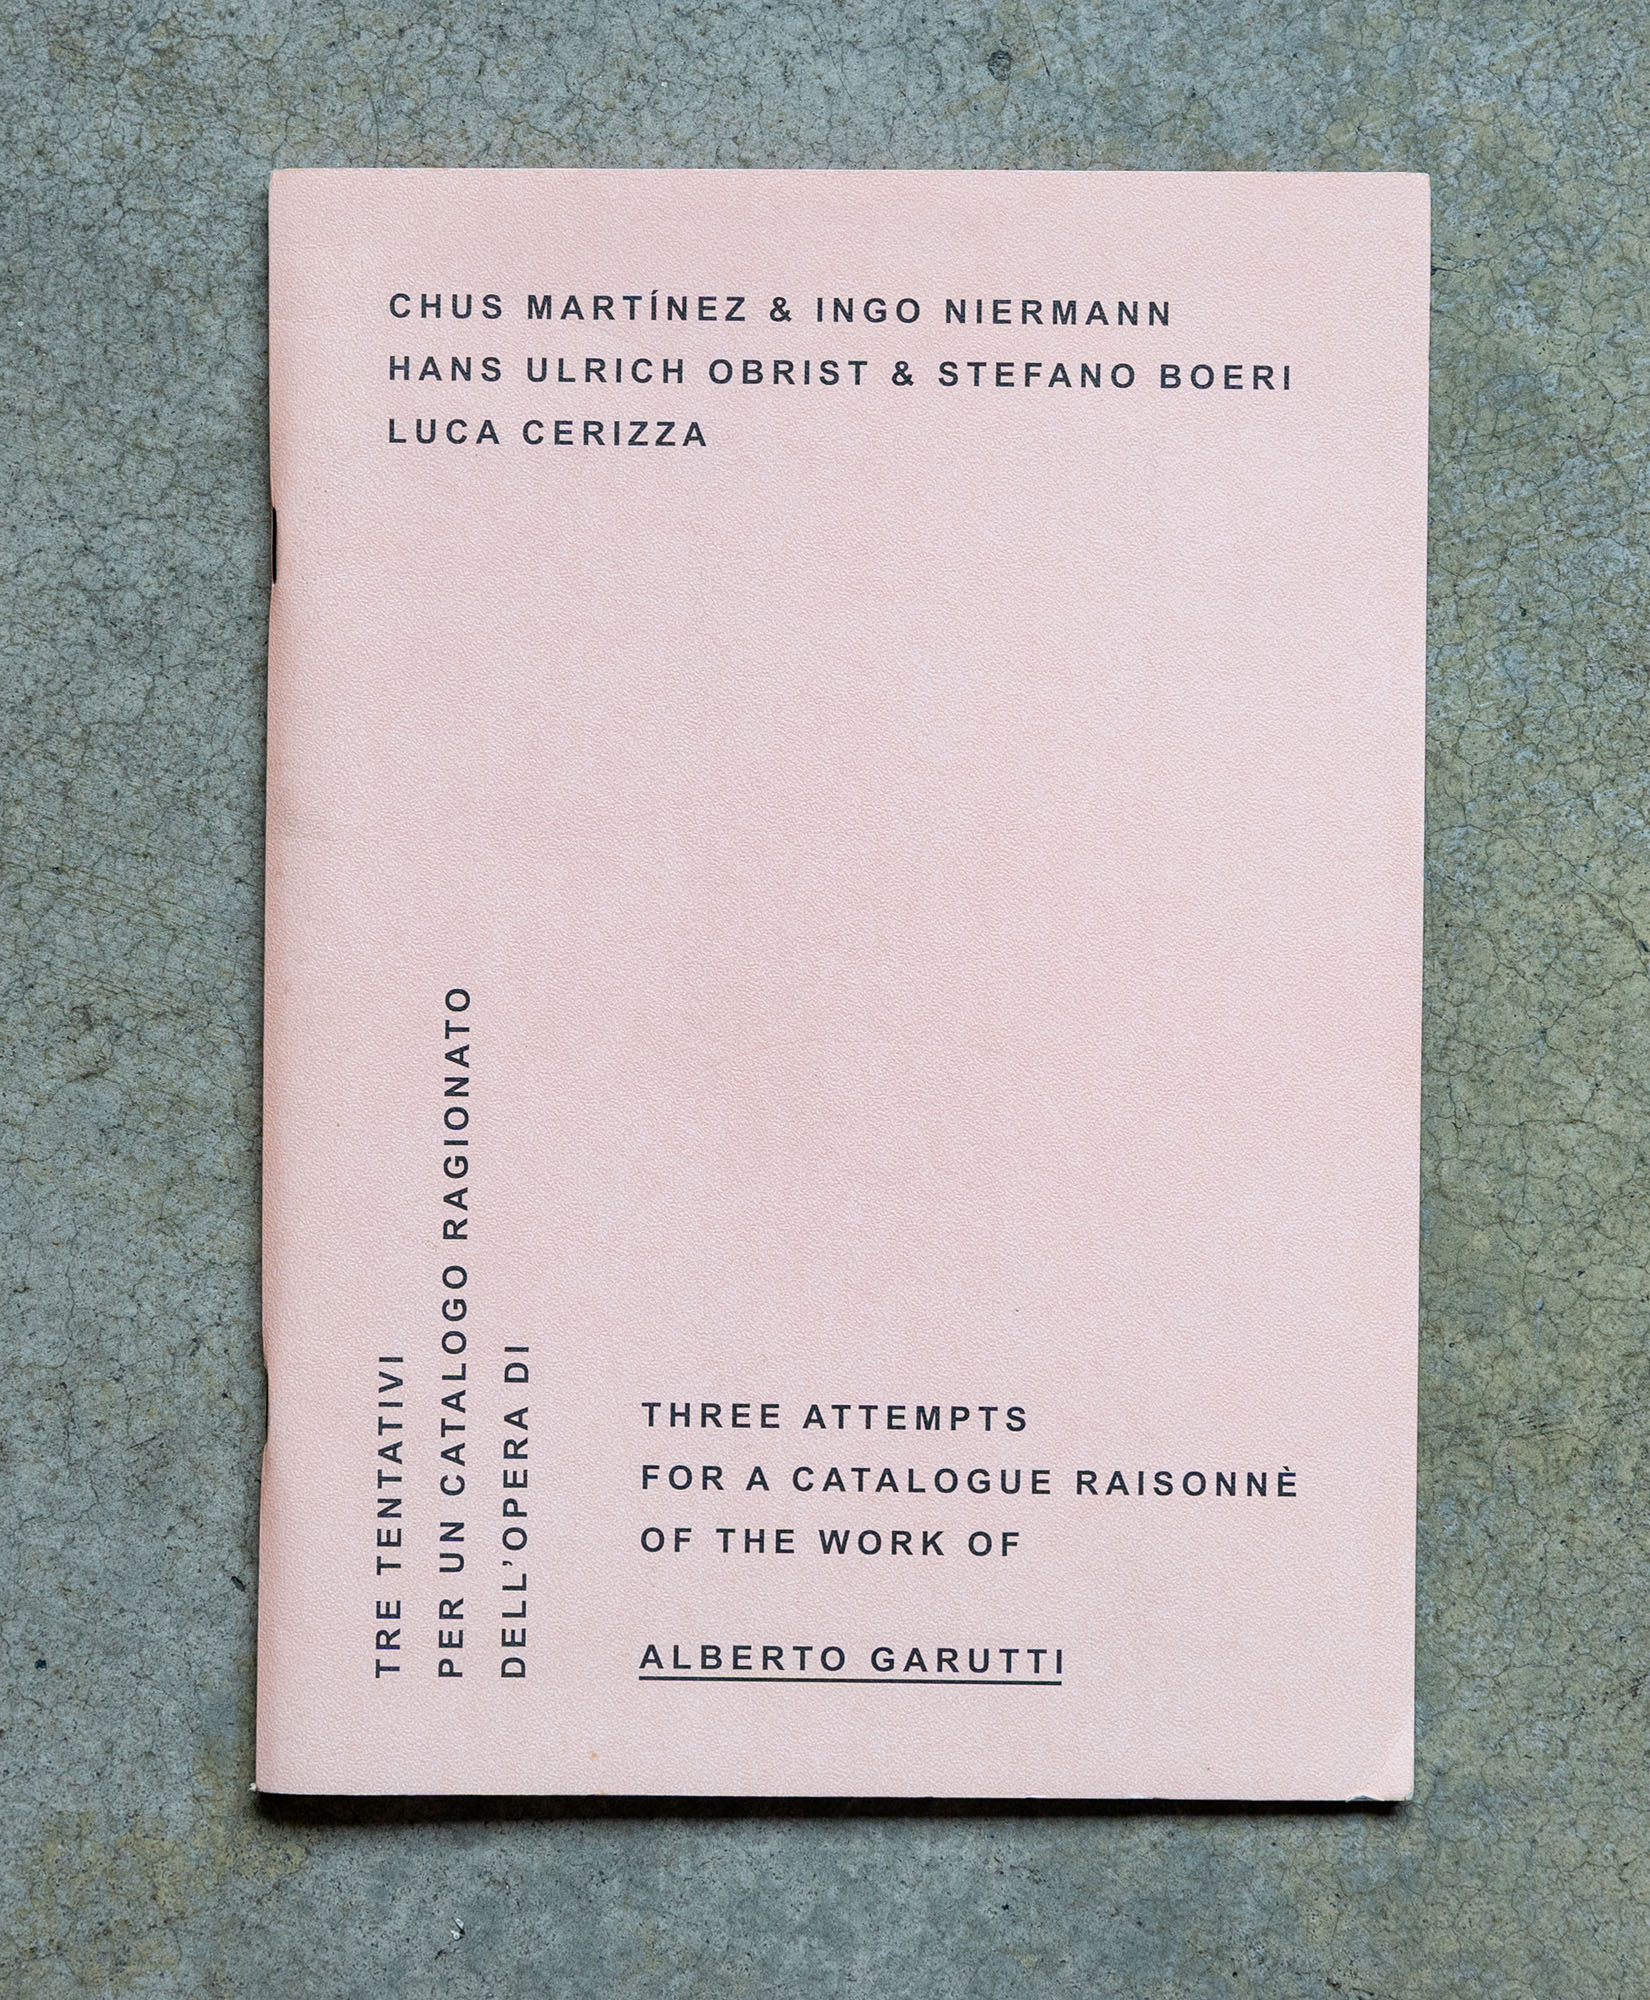 CHUS MARTÍNEZ & INGO NIERMANN
HANS ULRICH OBRIST & STEFANO BOERI
LUCA CERIZZA
TRE TENTATIVI
PER UN CATALOGO RAGIONATO
DELL'OPERA DI
THREE ATTEMPTS
FOR A CATALOGUE RAISONNÈ
OF THE WORK OF
ALBERTO GARUTTI